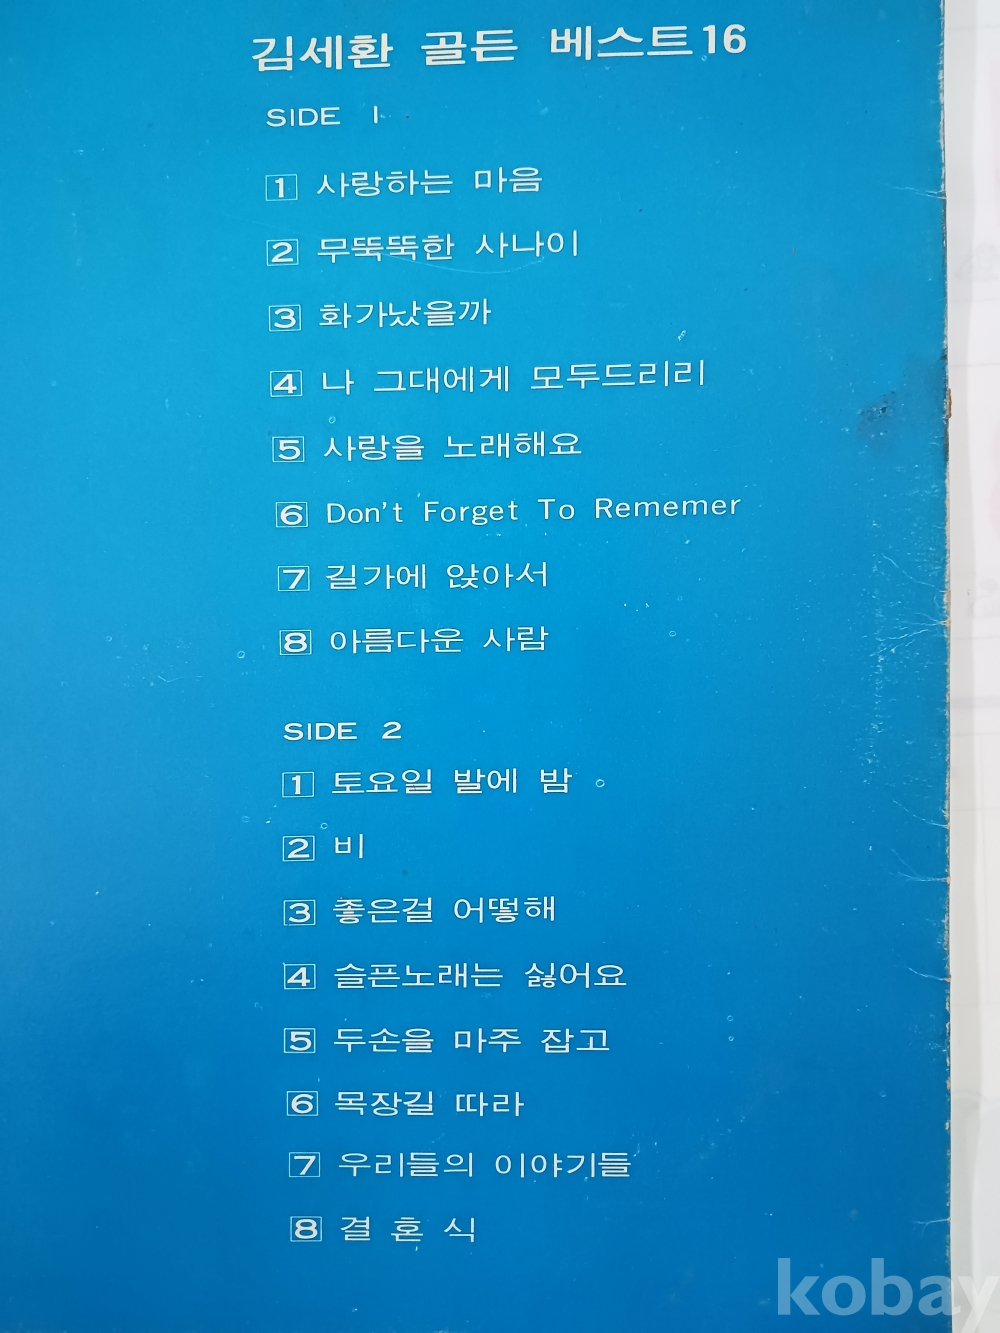 김세환 골든 베스트16
SIDE 1
1 사랑하는 마음
2 무뚝뚝한 사나이
3 화가났을까
4 나 그대에게 모두드리리
5 사랑을 노래해요
6 Don't Forget To Rememer
7 길가에 앉아서
8 아름다운 사람
SIDE 2
1 토요일 발에 밤
2 비
3 좋은걸 어떻해
4 슬픈노래는 싫어요
5 두손을 마주 잡고
6 목장길 따라
7 우리들의 이야기들
8 결 혼 식
kobay